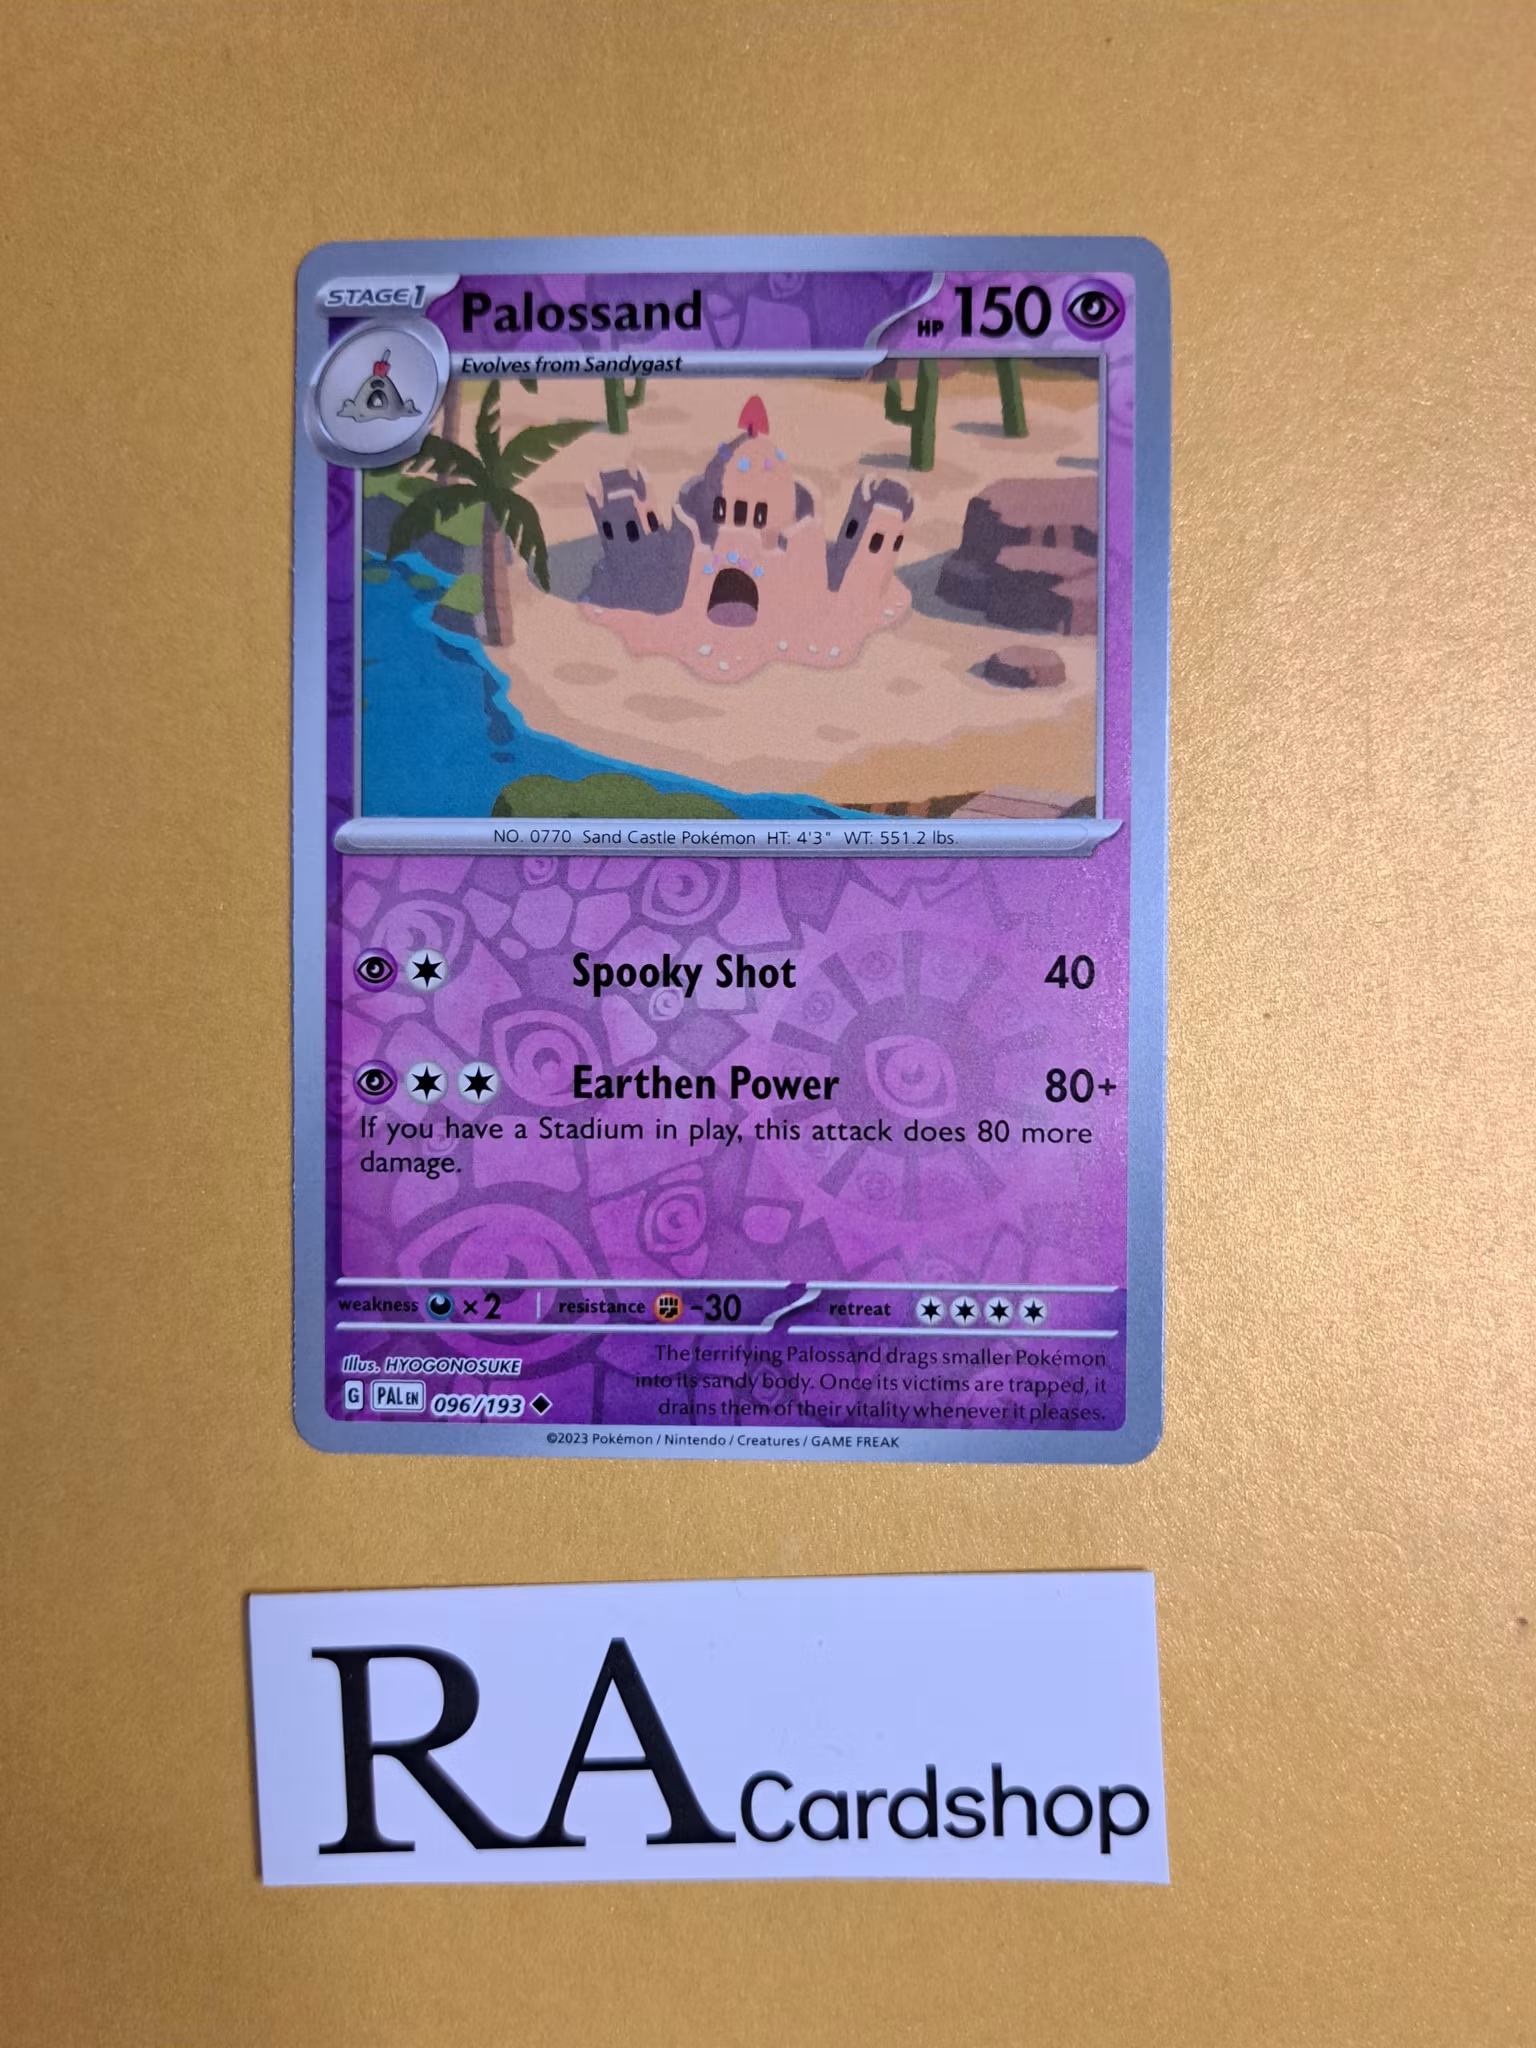 STAGE 1
Palossand
HP 150
Evolves from Sandygast
NO. 0770 Sand Castle Pokémon HT: 4'3" WT: 551.2 lbs.
Spooky Shot 40
Earthen Power 80+
If you have a Stadium in play, this attack does 80 more
damage.
weakness ×2 resistance -30 retreat
Illus. HYOGONOSUKE
The terrifying Palossand drags smaller Pokémon
into its sandy body. Once its victims are trapped, it
drains them of their vitality whenever it pleases.
G PAL EN 096/193
©2023 Pokémon / Nintendo / Creatures / GAME FREAK
RA Cardshop